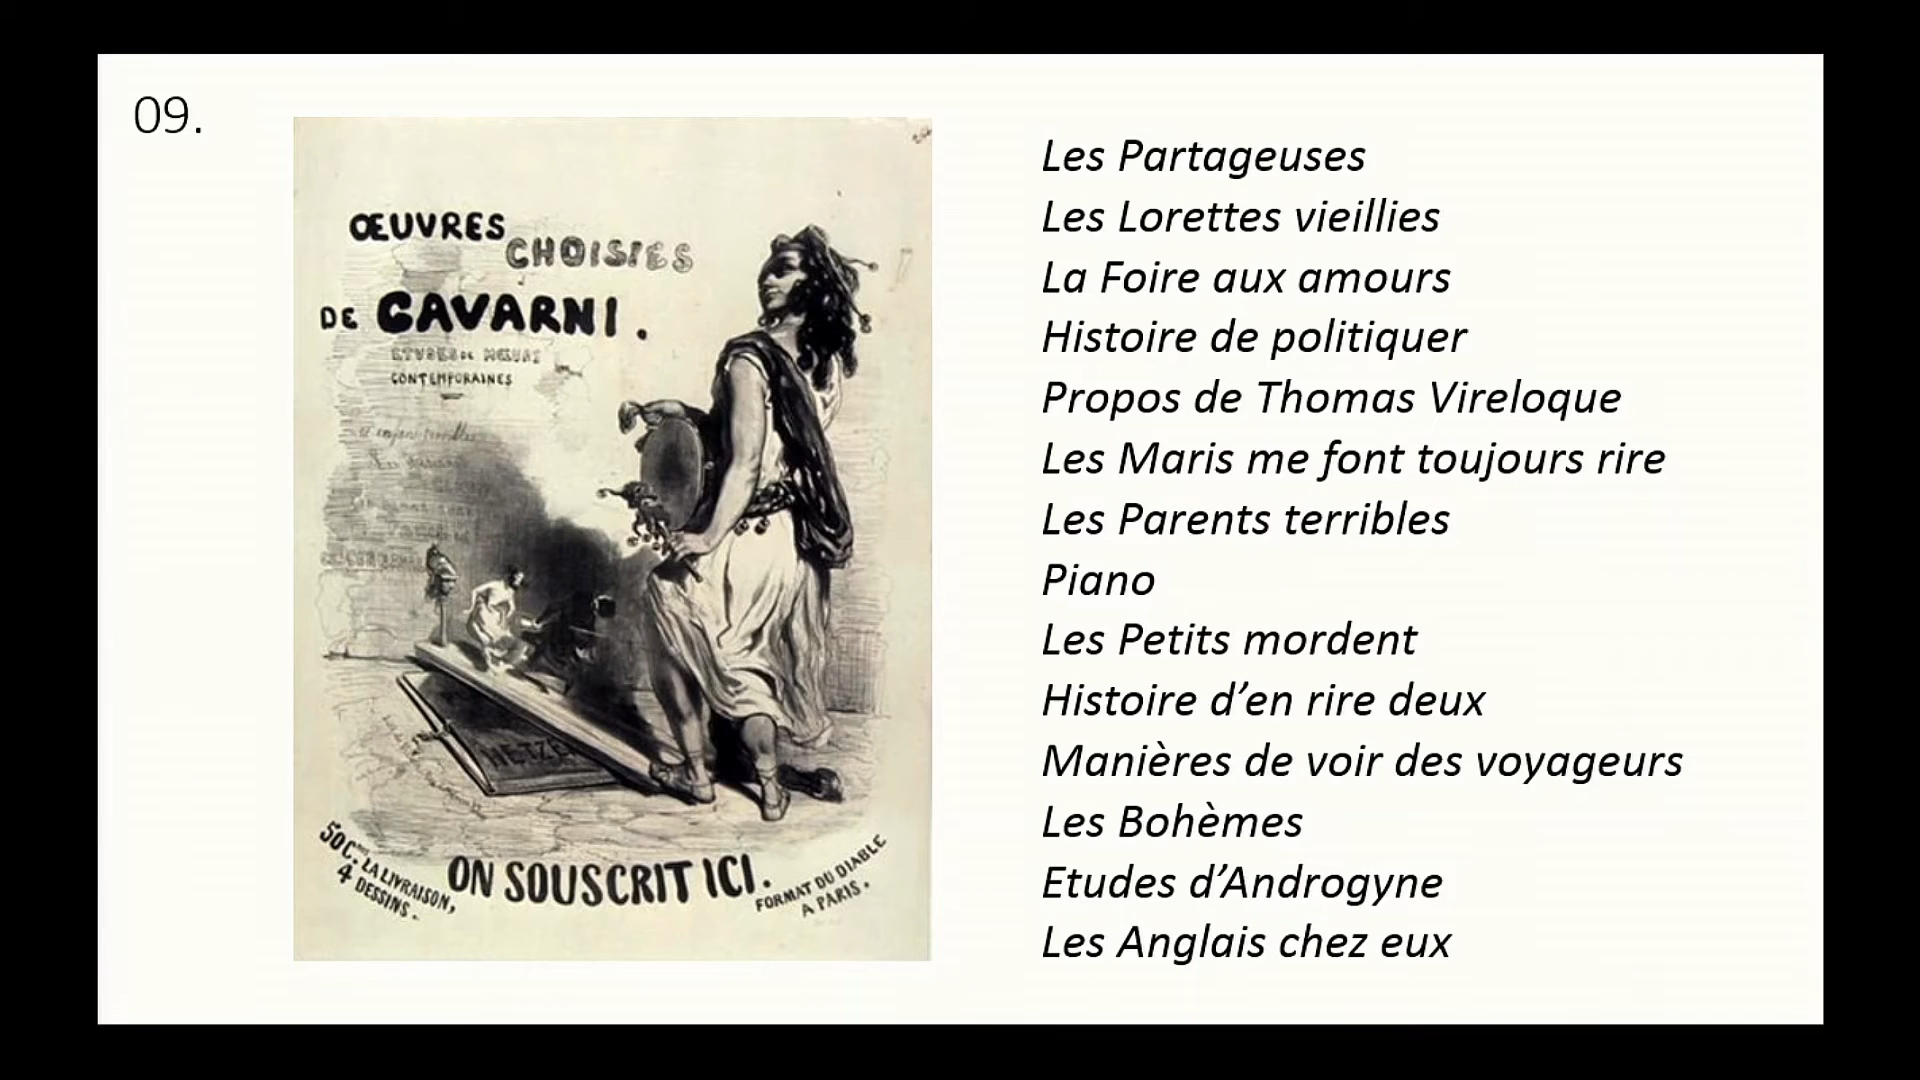 09.
ŒUVRES
CHOISIES
DE GAVARNI.
ETUDES DE MŒURS
CONTEMPORAINES
HETZE
50 C. LA LIVRAISON,
4 DESSINS.
ON SOUSCRIT ICI.
FORMAT DU DIABLE
A PARIS.
Les Partageuses
Les Lorettes vieillies
La Foire aux amours
Histoire de politiquer
Propos de Thomas Vireloque
Les Maris me font toujours rire
Les Parents terribles
Piano
Les Petits mordent
Histoire d’en rire deux
Manières de voir des voyageurs
Les Bohèmes
Etudes d’Androgyne
Les Anglais chez eux